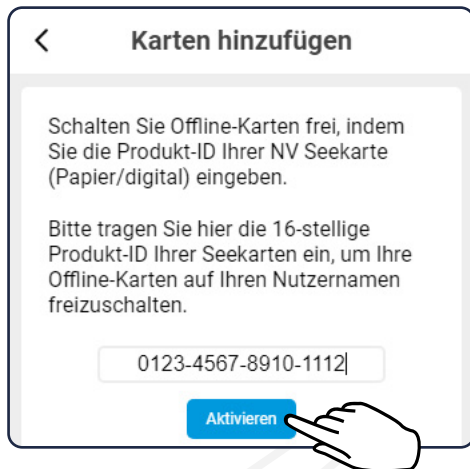 Karten hinzufügen
Schalten Sie Offline-Karten frei, indem
Sie die Produkt-ID Ihrer NV Seekarte
(Papier/digital) eingeben.
Bitte tragen Sie hier die 16-stellige
Produkt-ID Ihrer Seekarten ein, um Ihre
Offline-Karten auf Ihren Nutzernamen
freizuschalten.
0123-4567-8910-1112
Aktivieren